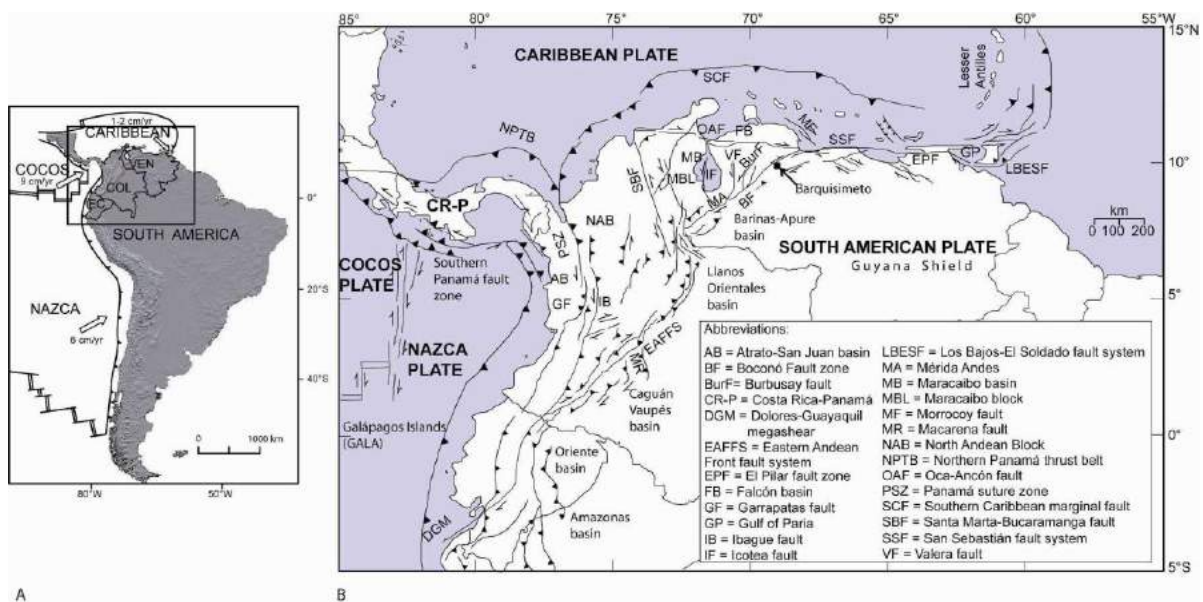 85°
80°
75°
70°
65°
60°
55°W
15°N
CARIBBEAN PLATE
SCF
Lesser
Antilles
NPTB
OAF
FB
MF
SSF
EPF
GP
LBESF
10°
MB
VF
BurF
IF
MBL
SBF
MA
BF
Barquisimeto
Barinas-Apure
basin
km
0 100 200
CR-P
NAB
PSZ
SOUTH AMERICAN PLATE
Guyana Shield
COCOS
PLATE
Southern
Panamá fault
zone
AB
GF
IB
Llanos
Orientales
basin
5°
NAZCA
PLATE
EAFFS
MR
Caguán
Vaupés
basin
Galápagos Islands
(GALA)
0°
Oriente
basin
DGM
Amazonas
basin
5°S
Abbreviations:
AB = Atrato-San Juan basin
BF = Boconó Fault zone
BurF= Burbusay fault
CR-P = Costa Rica-Panamá
DGM = Dolores-Guayaquil
megashear
EAFFS = Eastern Andean
Front fault system
EPF = El Pilar fault zone
FB = Falcón basin
GF = Garrapatas fault
GP = Gulf of Paria
IB = Ibague fault
IF = Icotea fault
LBESF = Los Bajos-El Soldado fault system
MA = Mérida Andes
MB = Maracaibo basin
MBL = Maracaibo block
MF = Morrocoy fault
MR = Macarena fault
NAB = North Andean Block
NPTB = Northern Panamá thrust belt
OAF = Oca-Ancón fault
PSZ = Panamá suture zone
SCF = Southern Caribbean marginal fault
SBF = Santa Marta-Bucaramanga fault
SSF = San Sebastián fault system
VF = Valera fault
1-2 cm/yr
CARIBBEAN
COCOS
9 cm/yr
VEN
COL
EC
0°
SOUTH AMERICA
20°S
NAZCA
6 cm/yr
40°S
0 1000 km
80°W
50°W
A
B